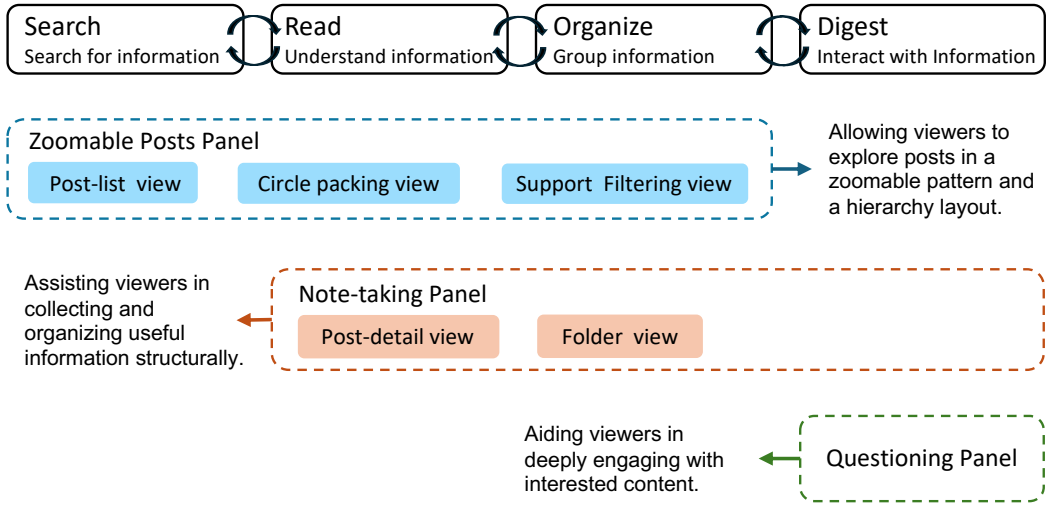 Search
Search for information
Read
Understand information
Organize
Group information
Digest
Interact with Information
Zoomable Posts Panel
Post-list view
Circle packing view
Support Filtering view
Allowing viewers to
explore posts in a
zoomable pattern and
a hierarchy layout.
Assisting viewers in
collecting and
organizing useful
information structurally.
Note-taking Panel
Post-detail view
Folder view
Aiding viewers in
deeply engaging with
interested content.
Questioning Panel